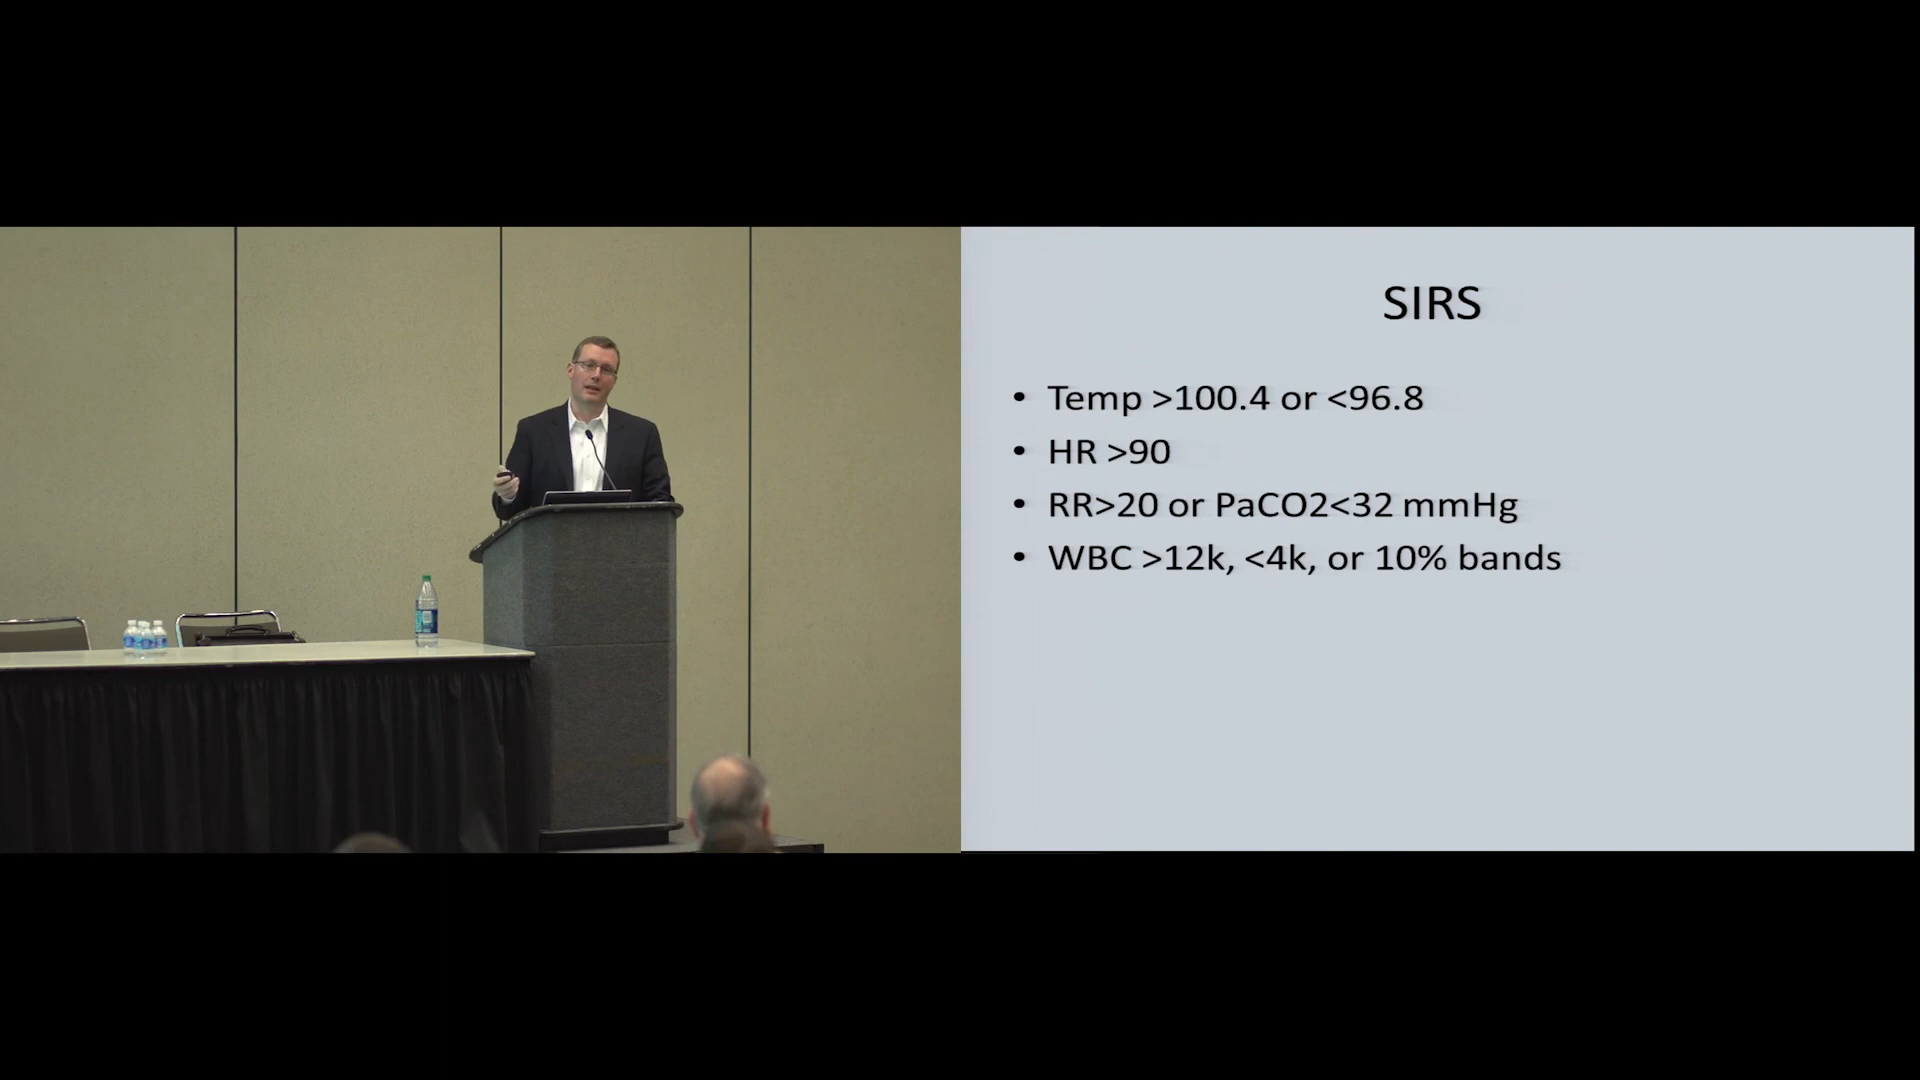 SIRS
• Temp >100.4 or <96.8
• HR >90
• RR>20 or PaCO2<32 mmHg
• WBC >12k, <4k, or 10% bands